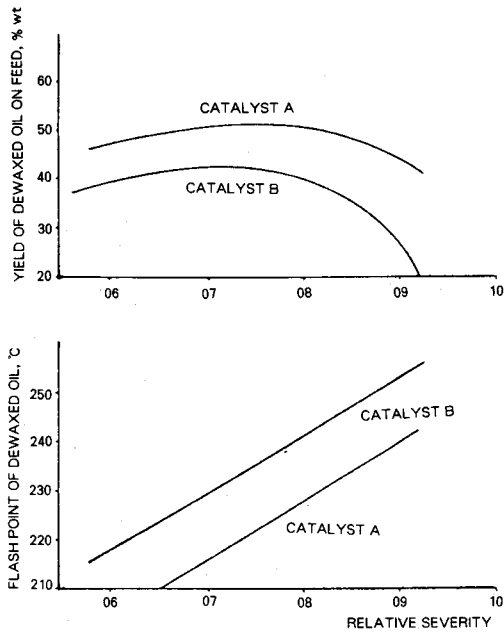 YIELD OF DEWAXED OIL ON FEED, % wt
60
50
40
30
20
CATALYST A
CATALYST B
06 07 08 09 10
FLASH POINT OF DEWAXED OIL, °C
250
240
230
220
210
CATALYST B
CATALYST A
06 07 08 09 10
RELATIVE SEVERITY